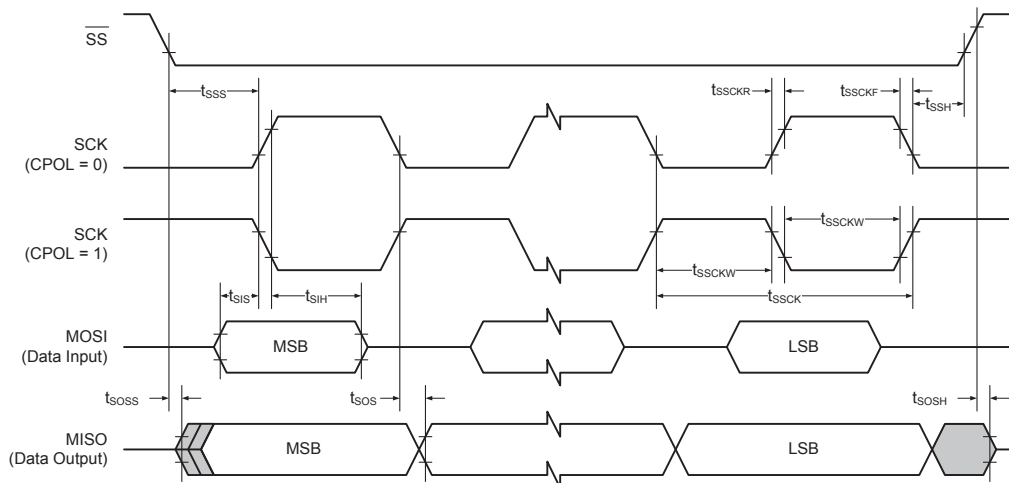 SS
tSSS
tSSCKR
tSSCKF
tSSH
SCK
(CPOL = 0)
SCK
(CPOL = 1)
tSSCKW
tSSCKW
tSIS
tSIH
tSSCK
MOSI
(Data Input)
MSB
LSB
tSOSS
tSOS
tSOSH
MISO
(Data Output)
MSB
LSB